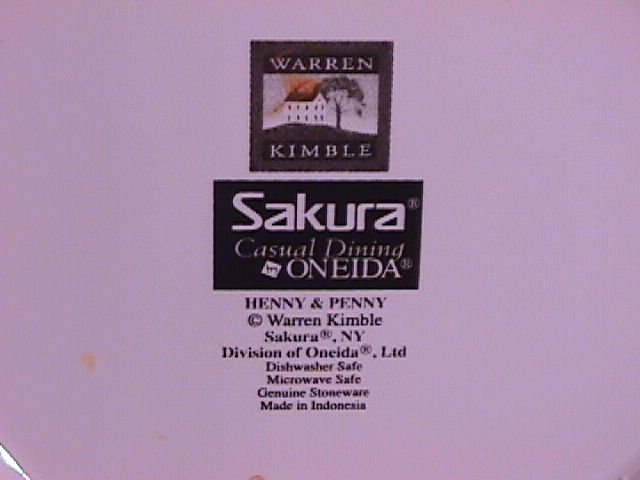 WARREN
KIMBLE
Sakura®
Casual Dining
by ONEIDA®
HENNY & PENNY
© Warren Kimble
Sakura®, NY
Division of Oneida®, Ltd
Dishwasher Safe
Microwave Safe
Genuine Stoneware
Made in Indonesia